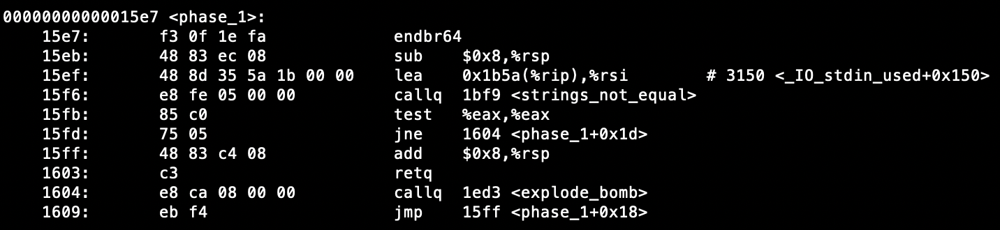 00000000000015e7 <phase_1>:
15e7: f3 0f 1e fa endbr64
15eb: 48 83 ec 08 sub $0x8,%rsp
15ef: 48 8d 35 5a 1b 00 00 lea 0x1b5a(%rip),%rsi # 3150 <_IO_stdin_used+0x150>
15f6: e8 fe 05 00 00 callq 1bf9 <strings_not_equal>
15fb: 85 c0 test %eax,%eax
15fd: 75 05 jne 1604 <phase_1+0x1d>
15ff: 48 83 c4 08 add $0x8,%rsp
1603: c3 retq
1604: e8 ca 08 00 00 callq 1ed3 <explode_bomb>
1609: eb f4 jmp 15ff <phase_1+0x18>